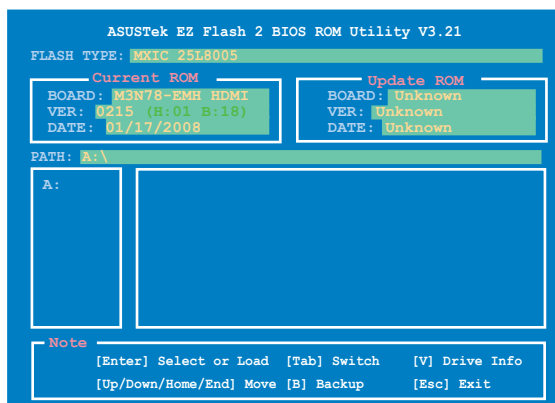 ASUSTek EZ Flash 2 BIOS ROM Utility V3.21
FLASH TYPE: MXIC 25L8005
Current ROM
BOARD: M3N78-EMH HDMI
VER: 0215 (H:01 B:18)
DATE: 01/17/2008
Update ROM
BOARD: Unknown
VER: Unknown
DATE: Unknown
PATH: A:\
A:
Note
[Enter] Select or Load [Tab] Switch [V] Drive Info
[Up/Down/Home/End] Move [B] Backup [Esc] Exit